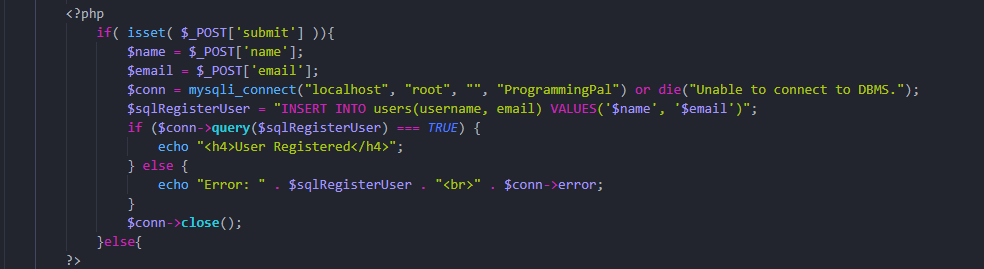 <?php
if( isset( $_POST['submit'] )){
$name = $_POST['name'];
$email = $_POST['email'];
$conn = mysqli_connect("localhost", "root", "", "ProgrammingPal") or die("Unable to connect to DBMS.");
$sqlRegisterUser = "INSERT INTO users(username, email) VALUES('$name', '$email')";
if ($conn->query($sqlRegisterUser) === TRUE) {
echo "<h4>User Registered</h4>";
} else {
echo "Error: " . $sqlRegisterUser . "<br>" . $conn->error;
}
$conn->close();
}else{
?>